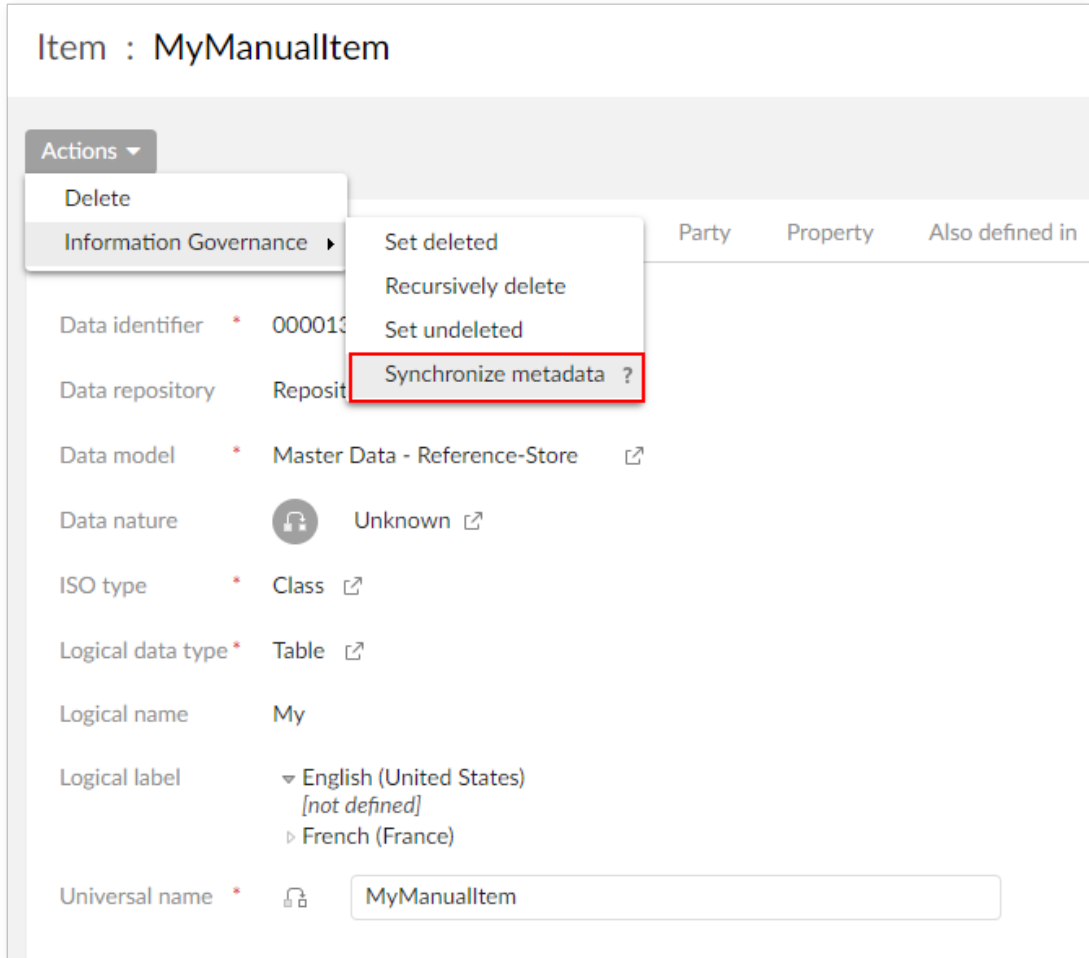 Item : MyManualItem
Actions
Delete
Information Governance
Set deleted
Recursively delete
Set undeleted
Synchronize metadata ?
Party Property Also defined in
Data identifier *
Data repository
Data model * Master Data - Reference-Store
Data nature Unknown
ISO type * Class
Logical data type * Table
Logical name My
Logical label English (United States)
[not defined]
French (France)
Universal name * MyManualItem